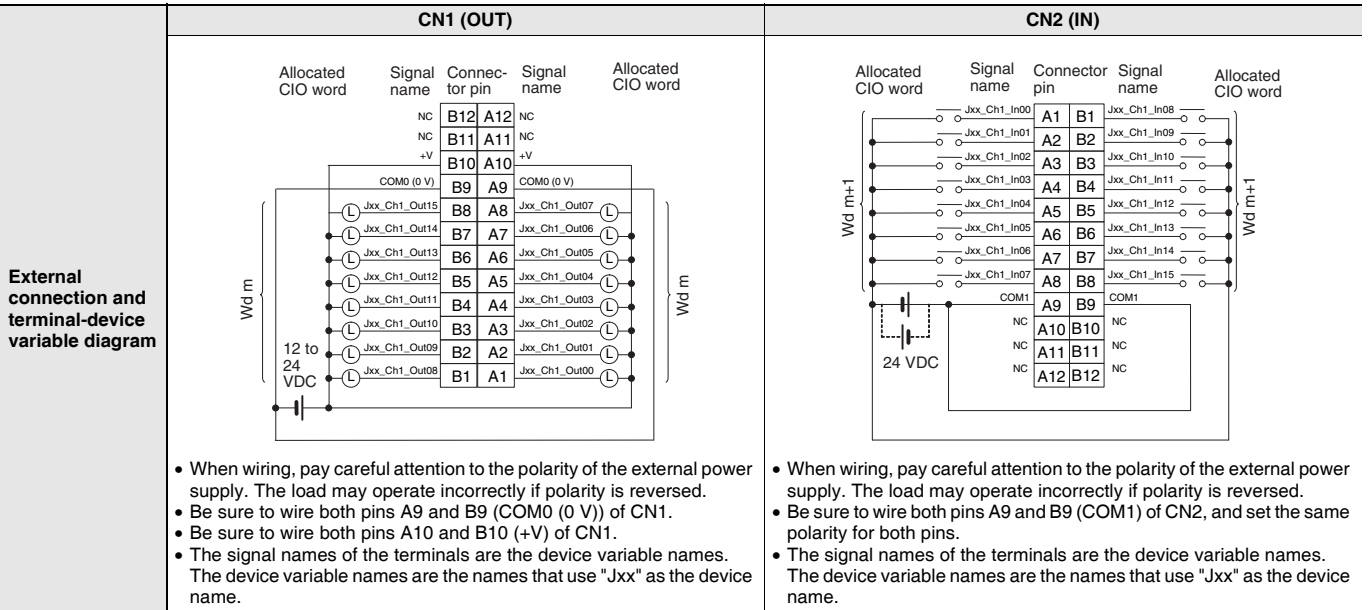 CN1 (OUT)
CN2 (IN)
External
connection and
terminal-device
variable diagram
Allocated
CIO word
Signal
name
Connec-
tor pin
Signal
name
Allocated
CIO word
NC B12 A12 NC
NC B11 A11 NC
+V B10 A10 +V
COM0 (0 V) B9 A9 COM0 (0 V)
L Jxx_Ch1_Out15 B8 A8 Jxx_Ch1_Out07 L
L Jxx_Ch1_Out14 B7 A7 Jxx_Ch1_Out06 L
L Jxx_Ch1_Out13 B6 A6 Jxx_Ch1_Out05 L
L Jxx_Ch1_Out12 B5 A5 Jxx_Ch1_Out04 L
L Jxx_Ch1_Out11 B4 A4 Jxx_Ch1_Out03 L
L Jxx_Ch1_Out10 B3 A3 Jxx_Ch1_Out02 L
L Jxx_Ch1_Out09 B2 A2 Jxx_Ch1_Out01 L
L Jxx_Ch1_Out08 B1 A1 Jxx_Ch1_Out00 L
Wd m
Wd m
12 to
24
VDC
• When wiring, pay careful attention to the polarity of the external power
supply. The load may operate incorrectly if polarity is reversed.
• Be sure to wire both pins A9 and B9 (COM0 (0 V)) of CN1.
• Be sure to wire both pins A10 and B10 (+V) of CN1.
• The signal names of the terminals are the device variable names.
The device variable names are the names that use "Jxx" as the device
name.
Allocated
CIO word
Signal
name
Connector
pin
Signal
name
Allocated
CIO word
Jxx_Ch1_In00 A1 B1 Jxx_Ch1_In08
Jxx_Ch1_In01 A2 B2 Jxx_Ch1_In09
Jxx_Ch1_In02 A3 B3 Jxx_Ch1_In10
Jxx_Ch1_In03 A4 B4 Jxx_Ch1_In11
Jxx_Ch1_In04 A5 B5 Jxx_Ch1_In12
Jxx_Ch1_In05 A6 B6 Jxx_Ch1_In13
Jxx_Ch1_In06 A7 B7 Jxx_Ch1_In14
Jxx_Ch1_In07 A8 B8 Jxx_Ch1_In15
COM1 A9 B9 COM1
NC A10 B10 NC
NC A11 B11 NC
NC A12 B12 NC
Wd m+1
Wd m+1
24 VDC
• When wiring, pay careful attention to the polarity of the external power
supply. The load may operate incorrectly if polarity is reversed.
• Be sure to wire both pins A9 and B9 (COM1) of CN2, and set the same
polarity for both pins.
• The signal names of the terminals are the device variable names.
The device variable names are the names that use "Jxx" as the device
name.